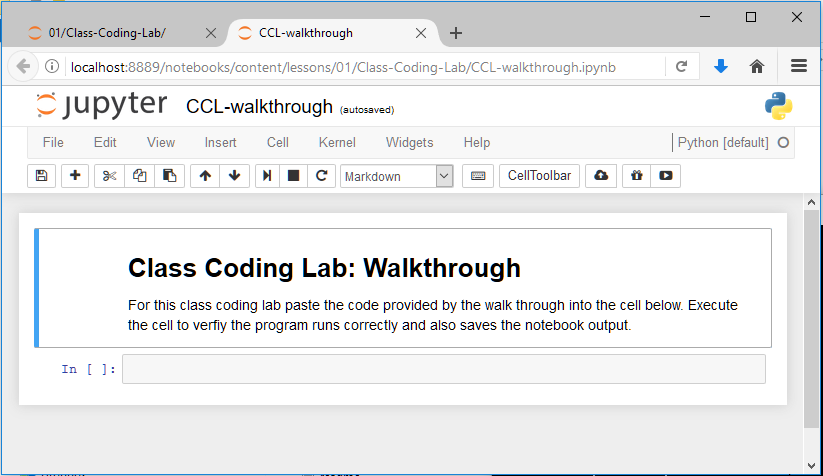 01/Class-Coding-Lab/
CCL-walkthrough
localhost:8889/notebooks/content/lessons/01/Class-Coding-Lab/CCL-walkthrough.ipynb
jupyter CCL-walkthrough (autosaved)
File Edit View Insert Cell Kernel Widgets Help Python [default]
Markdown CellToolbar
Class Coding Lab: Walkthrough
For this class coding lab paste the code provided by the walk through into the cell below. Execute
the cell to verfiy the program runs correctly and also saves the notebook output.
In [ ]: